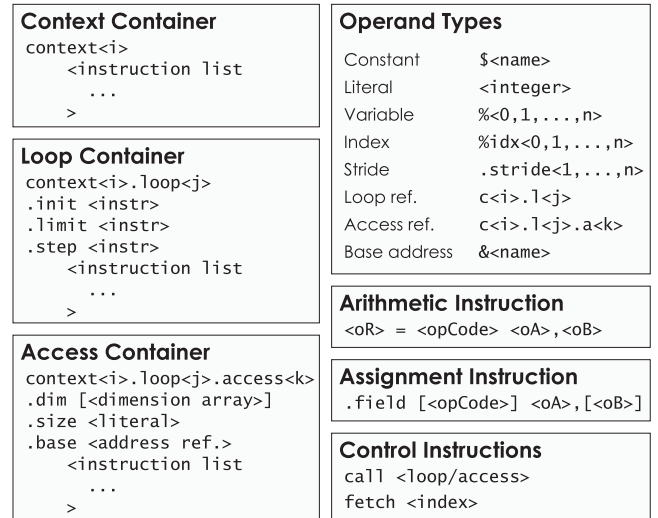 Context Container
context<i>
<instruction list
...
>
Loop Container
context<i>.loop<j>
.init <instr>
.limit <instr>
.step <instr>
<instruction list
...
>
Access Container
context<i>.loop<j>.access<k>
.dim [<dimension array>]
.size <literal>
.base <address ref.>
<instruction list
...
>
Operand Types
Constant $<name>
Literal <integer>
Variable %<0,1,...,n>
Index %idx<0,1,...,n>
Stride .stride<1,...,n>
Loop ref. c<i>.l<j>
Access ref. c<i>.l<j>.a<k>
Base address &<name>
Arithmetic Instruction
<oR> = <opCode> <oA>,<oB>
Assignment Instruction
.field [<opCode>] <oA>,[<oB>]
Control Instructions
call <loop/access>
fetch <index>